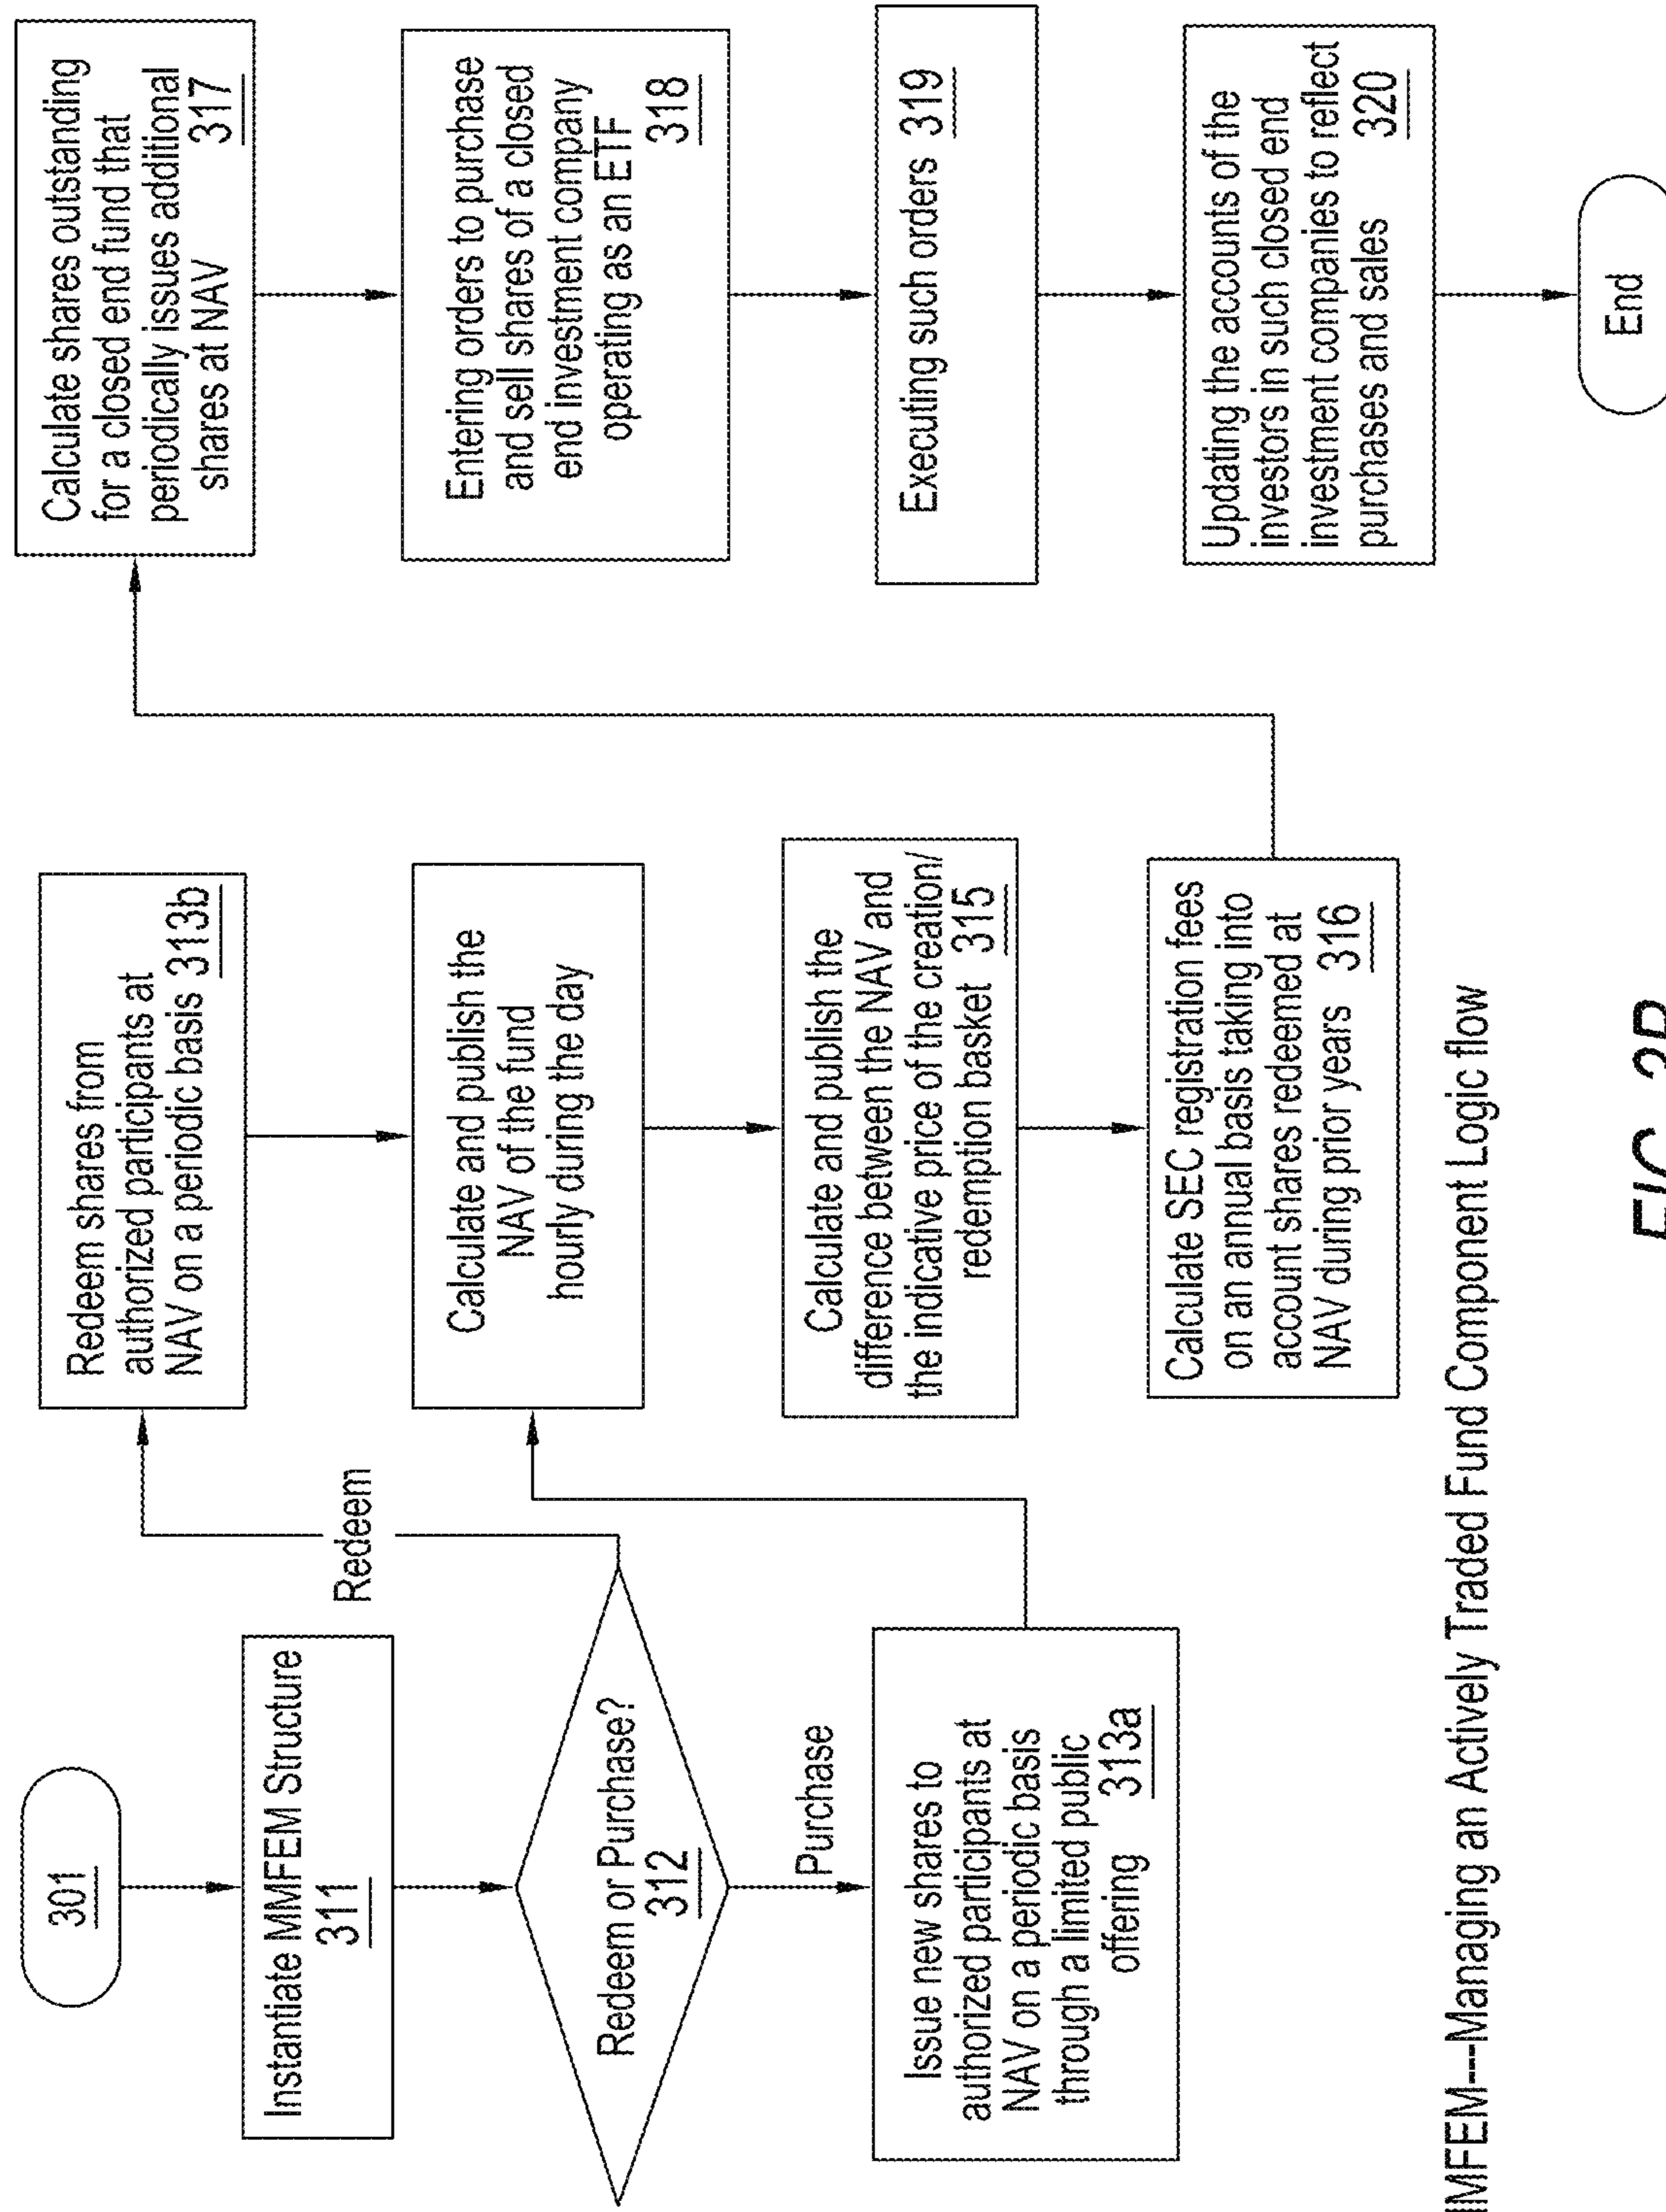 301
Instantiate MMFEM Structure
311
Redeem or Purchase?
312
Redeem
Purchase
Issue new shares to
authorized participants at
NAV on a periodic basis
through a limited public
offering 313a
Redeem shares from
authorized participants at
NAV on a periodic basis 313b
Calculate and publish the
NAV of the fund
hourly during the day
Calculate and publish the
difference between the NAV and
the indicative price of the creation/
redemption basket 315
Calculate SEC registration fees
on an annual basis taking into
account shares redeemed at
NAV during prior years 316
Calculate shares outstanding
for a closed end fund that
periodically issues additional
shares at NAV 317
Entering orders to purchase
and sell shares of a closed
end investment company
operating as an ETF
318
Executing such orders 319
Updating the accounts of the
investors in such closed end
investment companies to reflect
purchases and sales 320
End
MMFEM---Managing an Actively Traded Fund Component Logic flow
FIG.